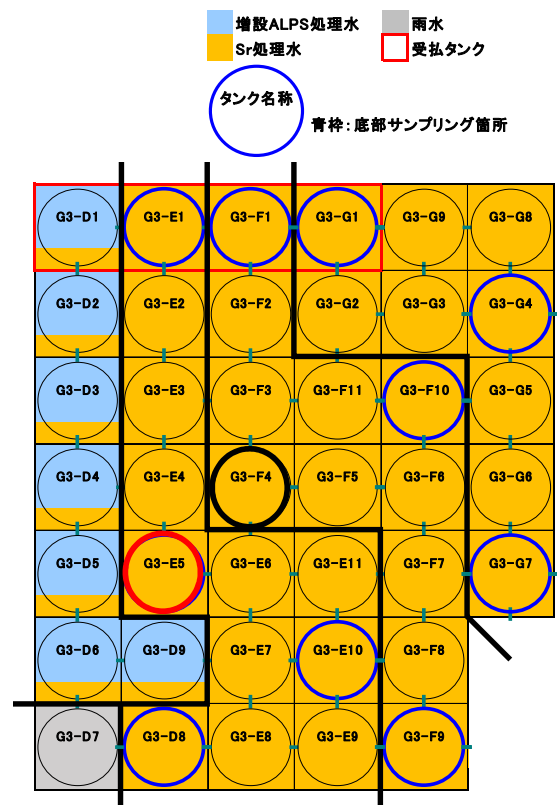 増設ALPS処理水 雨水
Sr処理水 受払タンク
タンク名称
青枠：底部サンプリング箇所
G3-D1 G3-E1 G3-F1 G3-G1 G3-G9 G3-G8
G3-D2 G3-E2 G3-F2 G3-G2 G3-G3 G3-G4
G3-D3 G3-E3 G3-F3 G3-F11 G3-F10 G3-G5
G3-D4 G3-E4 G3-F4 G3-F5 G3-F6 G3-G6
G3-D5 G3-E5 G3-E6 G3-E11 G3-F7 G3-G7
G3-D6 G3-D9 G3-E7 G3-E10 G3-F8
G3-D7 G3-D8 G3-E8 G3-E9 G3-F9